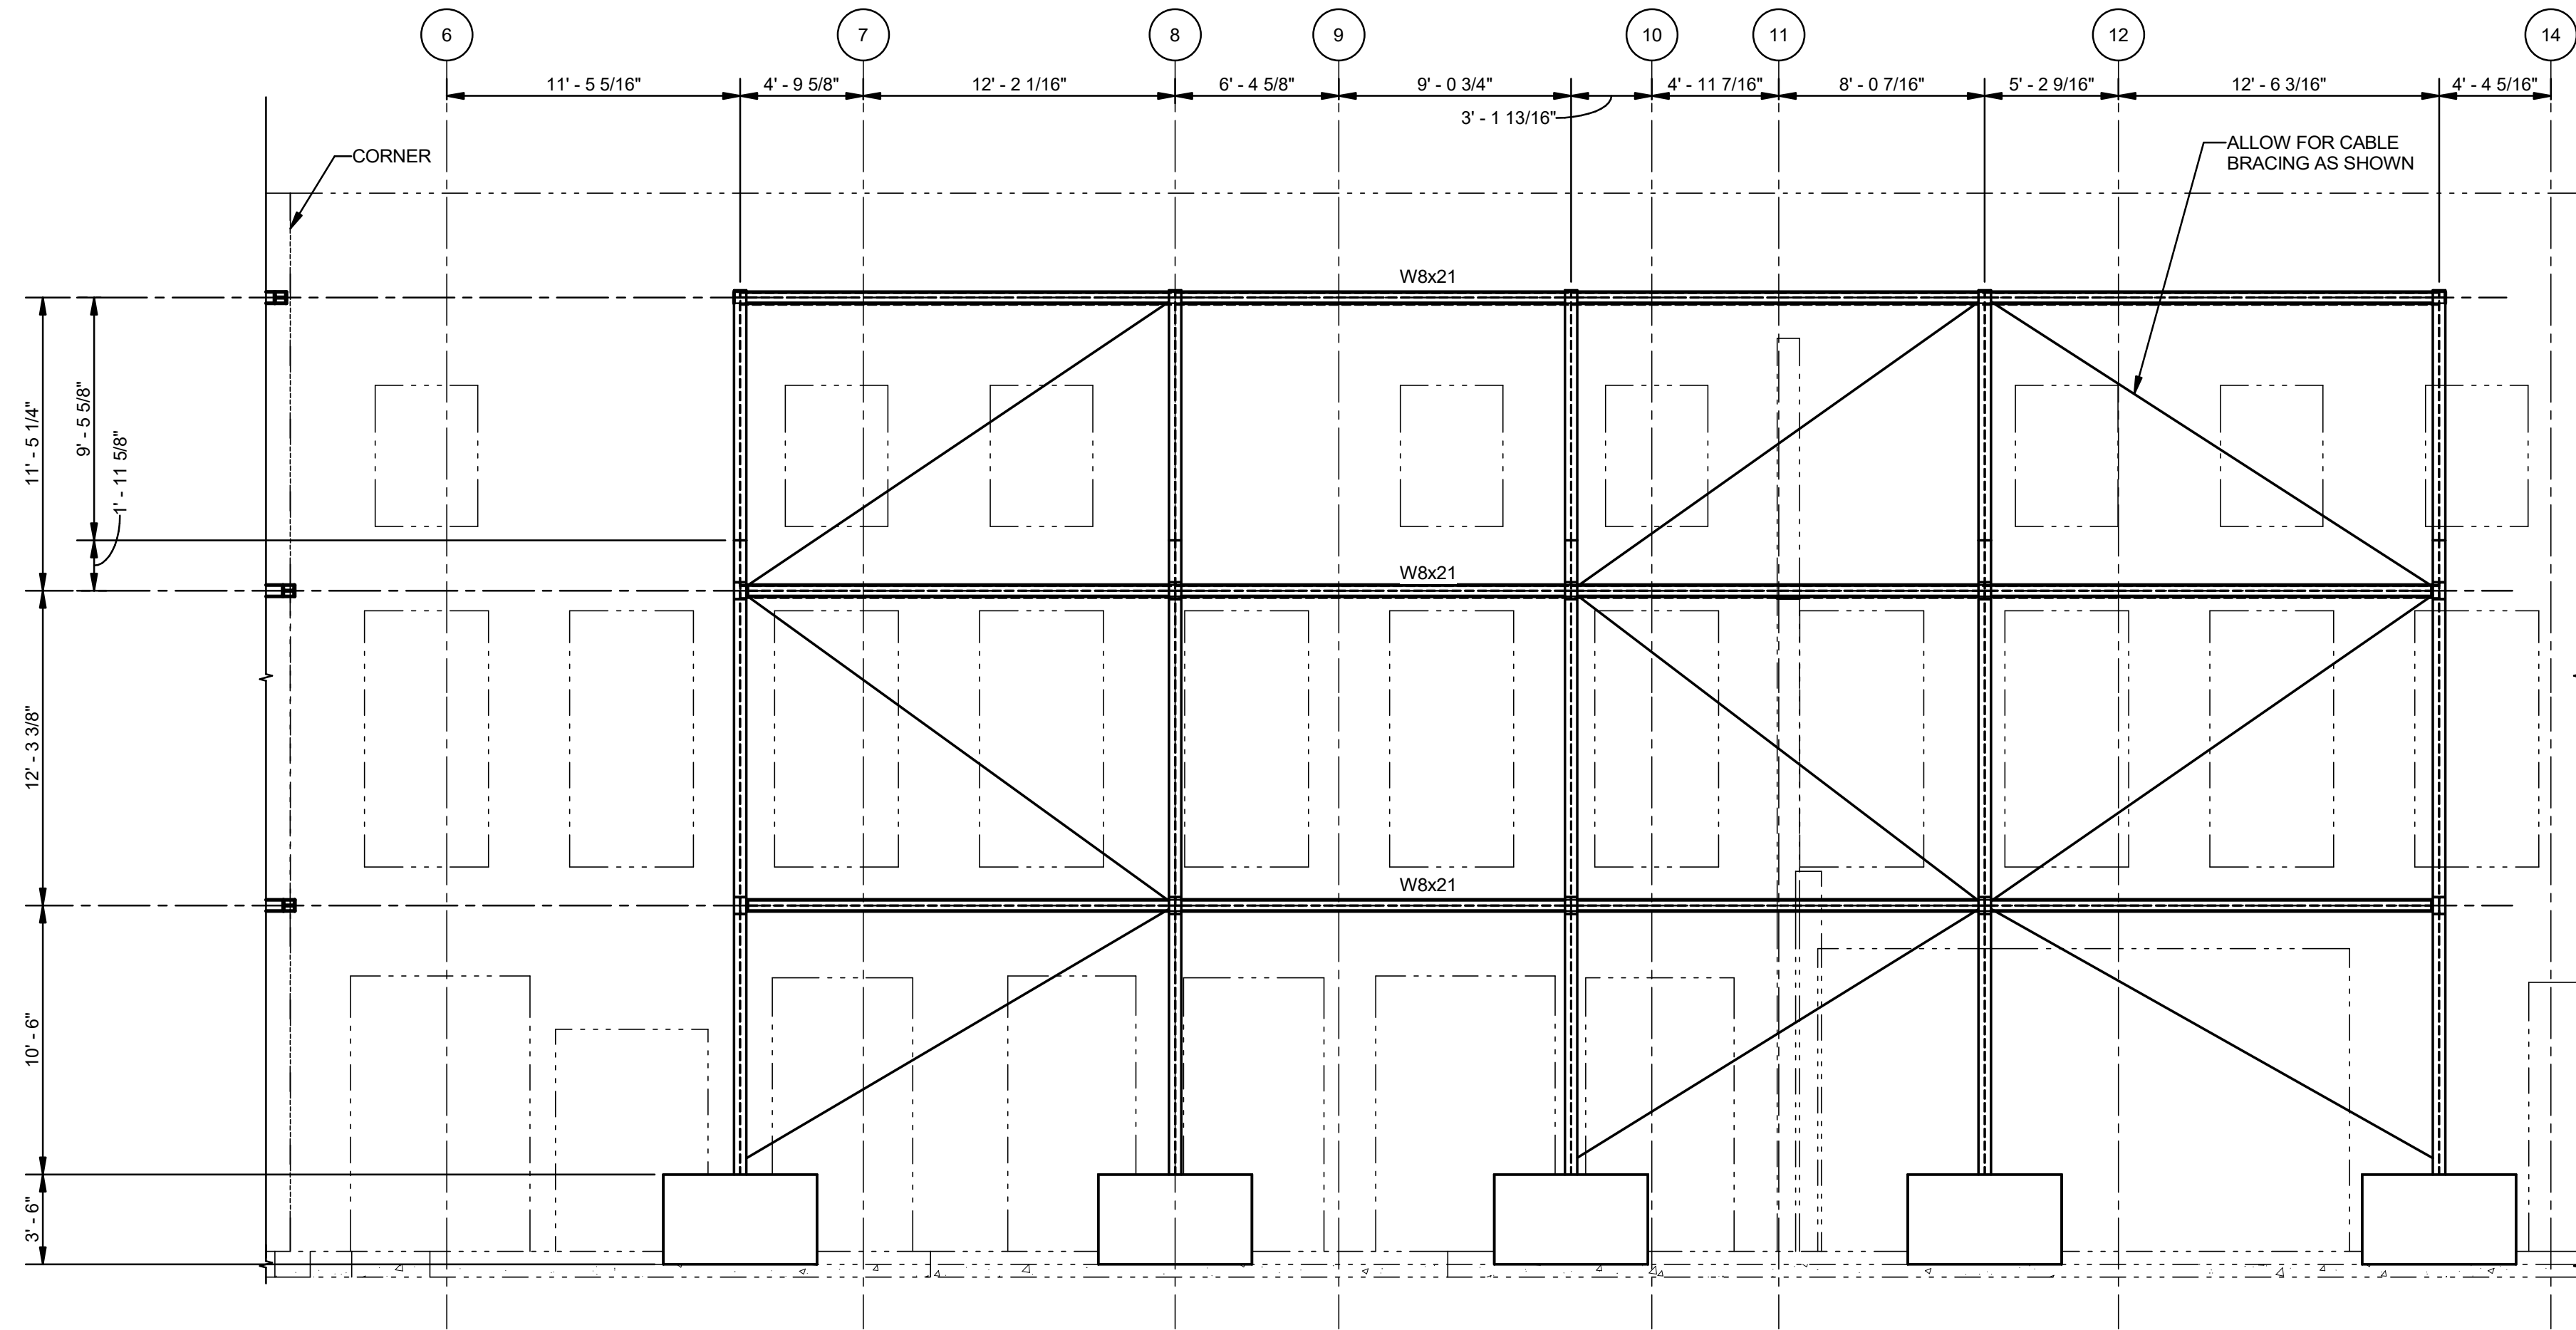 6
7
8
9
10
11
12
14
11' - 5 5/16"
4' - 9 5/8"
12' - 2 1/16"
6' - 4 5/8"
9' - 0 3/4"
3' - 1 13/16"
4' - 11 7/16"
8' - 0 7/16"
5' - 2 9/16"
12' - 6 3/16"
4' - 4 5/16"
CORNER
ALLOW FOR CABLE
BRACING AS SHOWN
W8x21
11' - 5 1/4"
9' - 5 5/8"
1' - 11 5/8"
W8x21
12' - 3 3/8"
W8x21
10' - 6"
3' - 6"